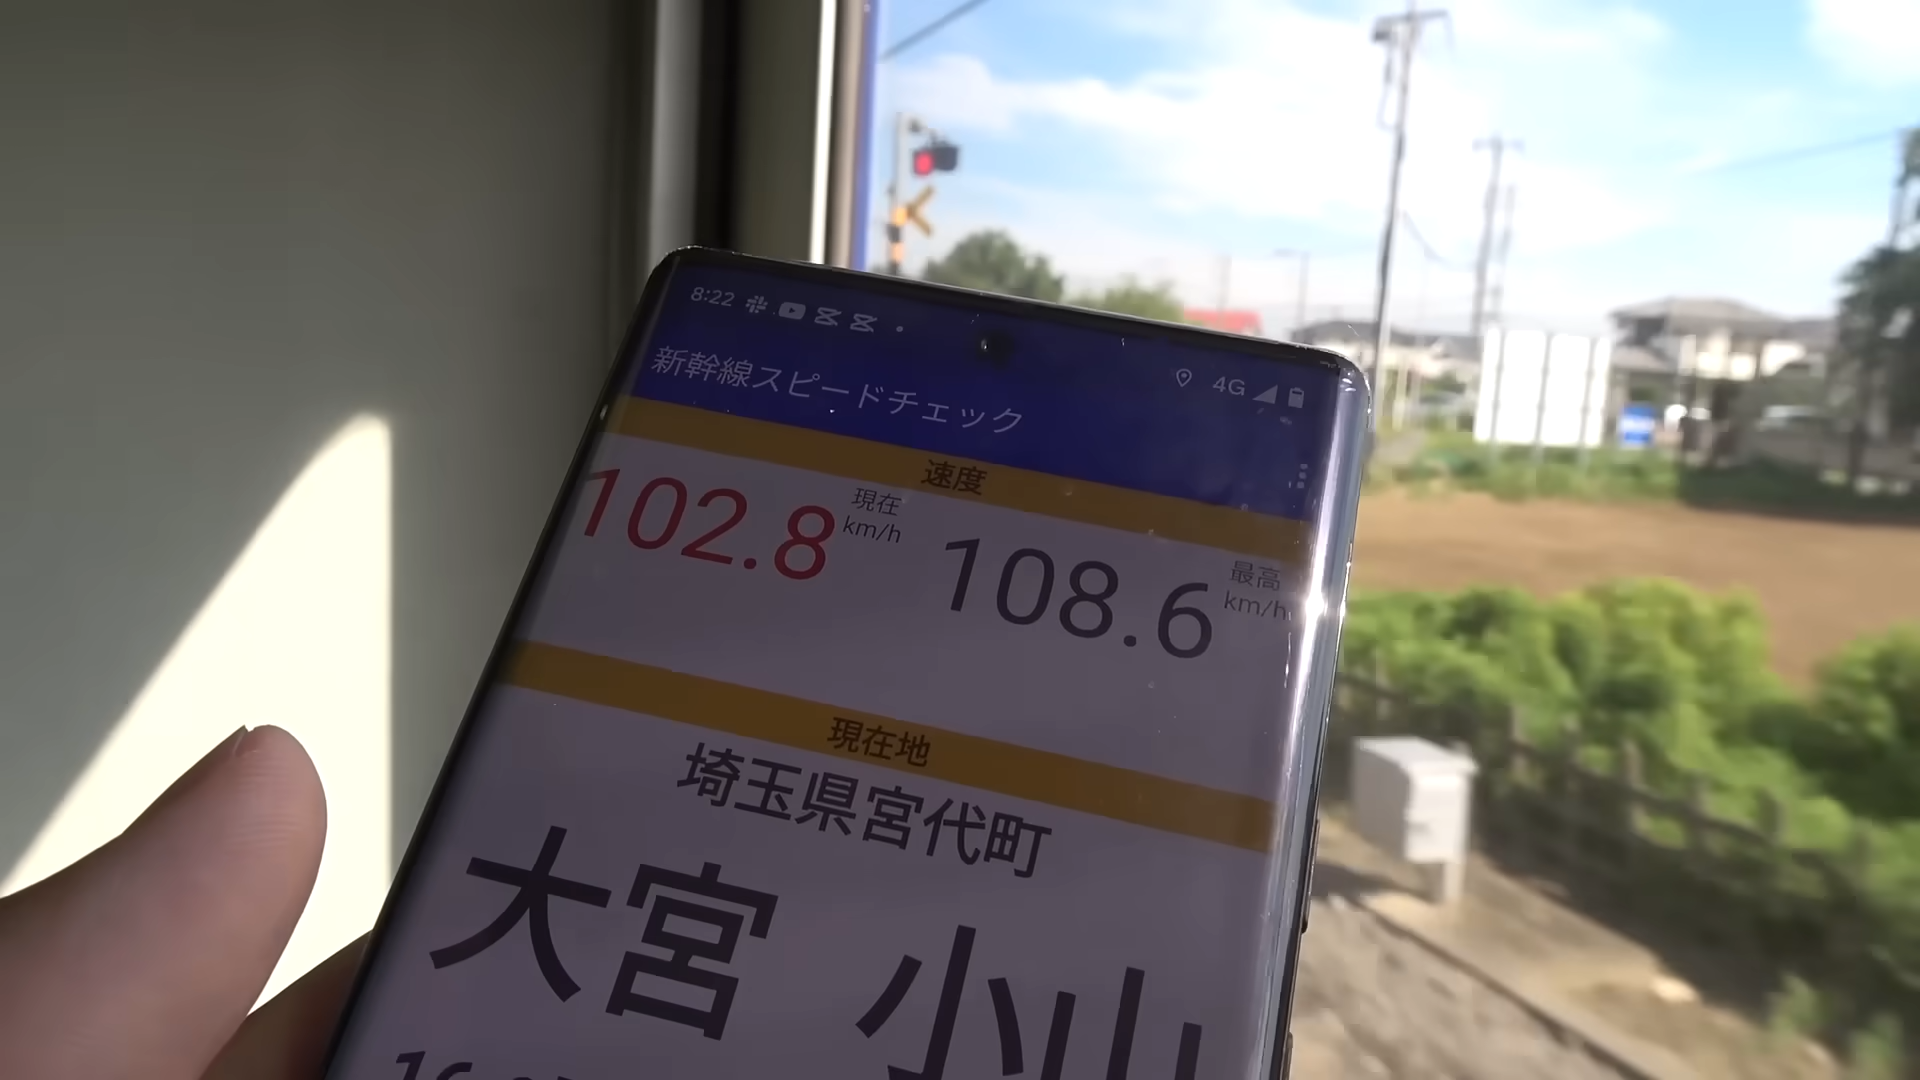 8:22
4G
新幹線スピードチェック
速度
102.8 現在 km/h
108.6 最高 km/h
現在地
埼玉県宮代町
大宮 小山